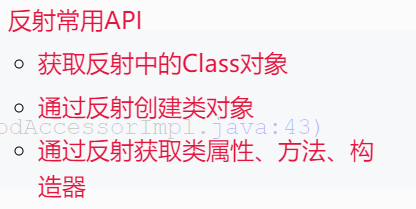 反射常用API
获取反射中的Class对象
通过反射创建类对象
odAccessorImpl.java:43)
通过反射获取类属性、方法、构
造器